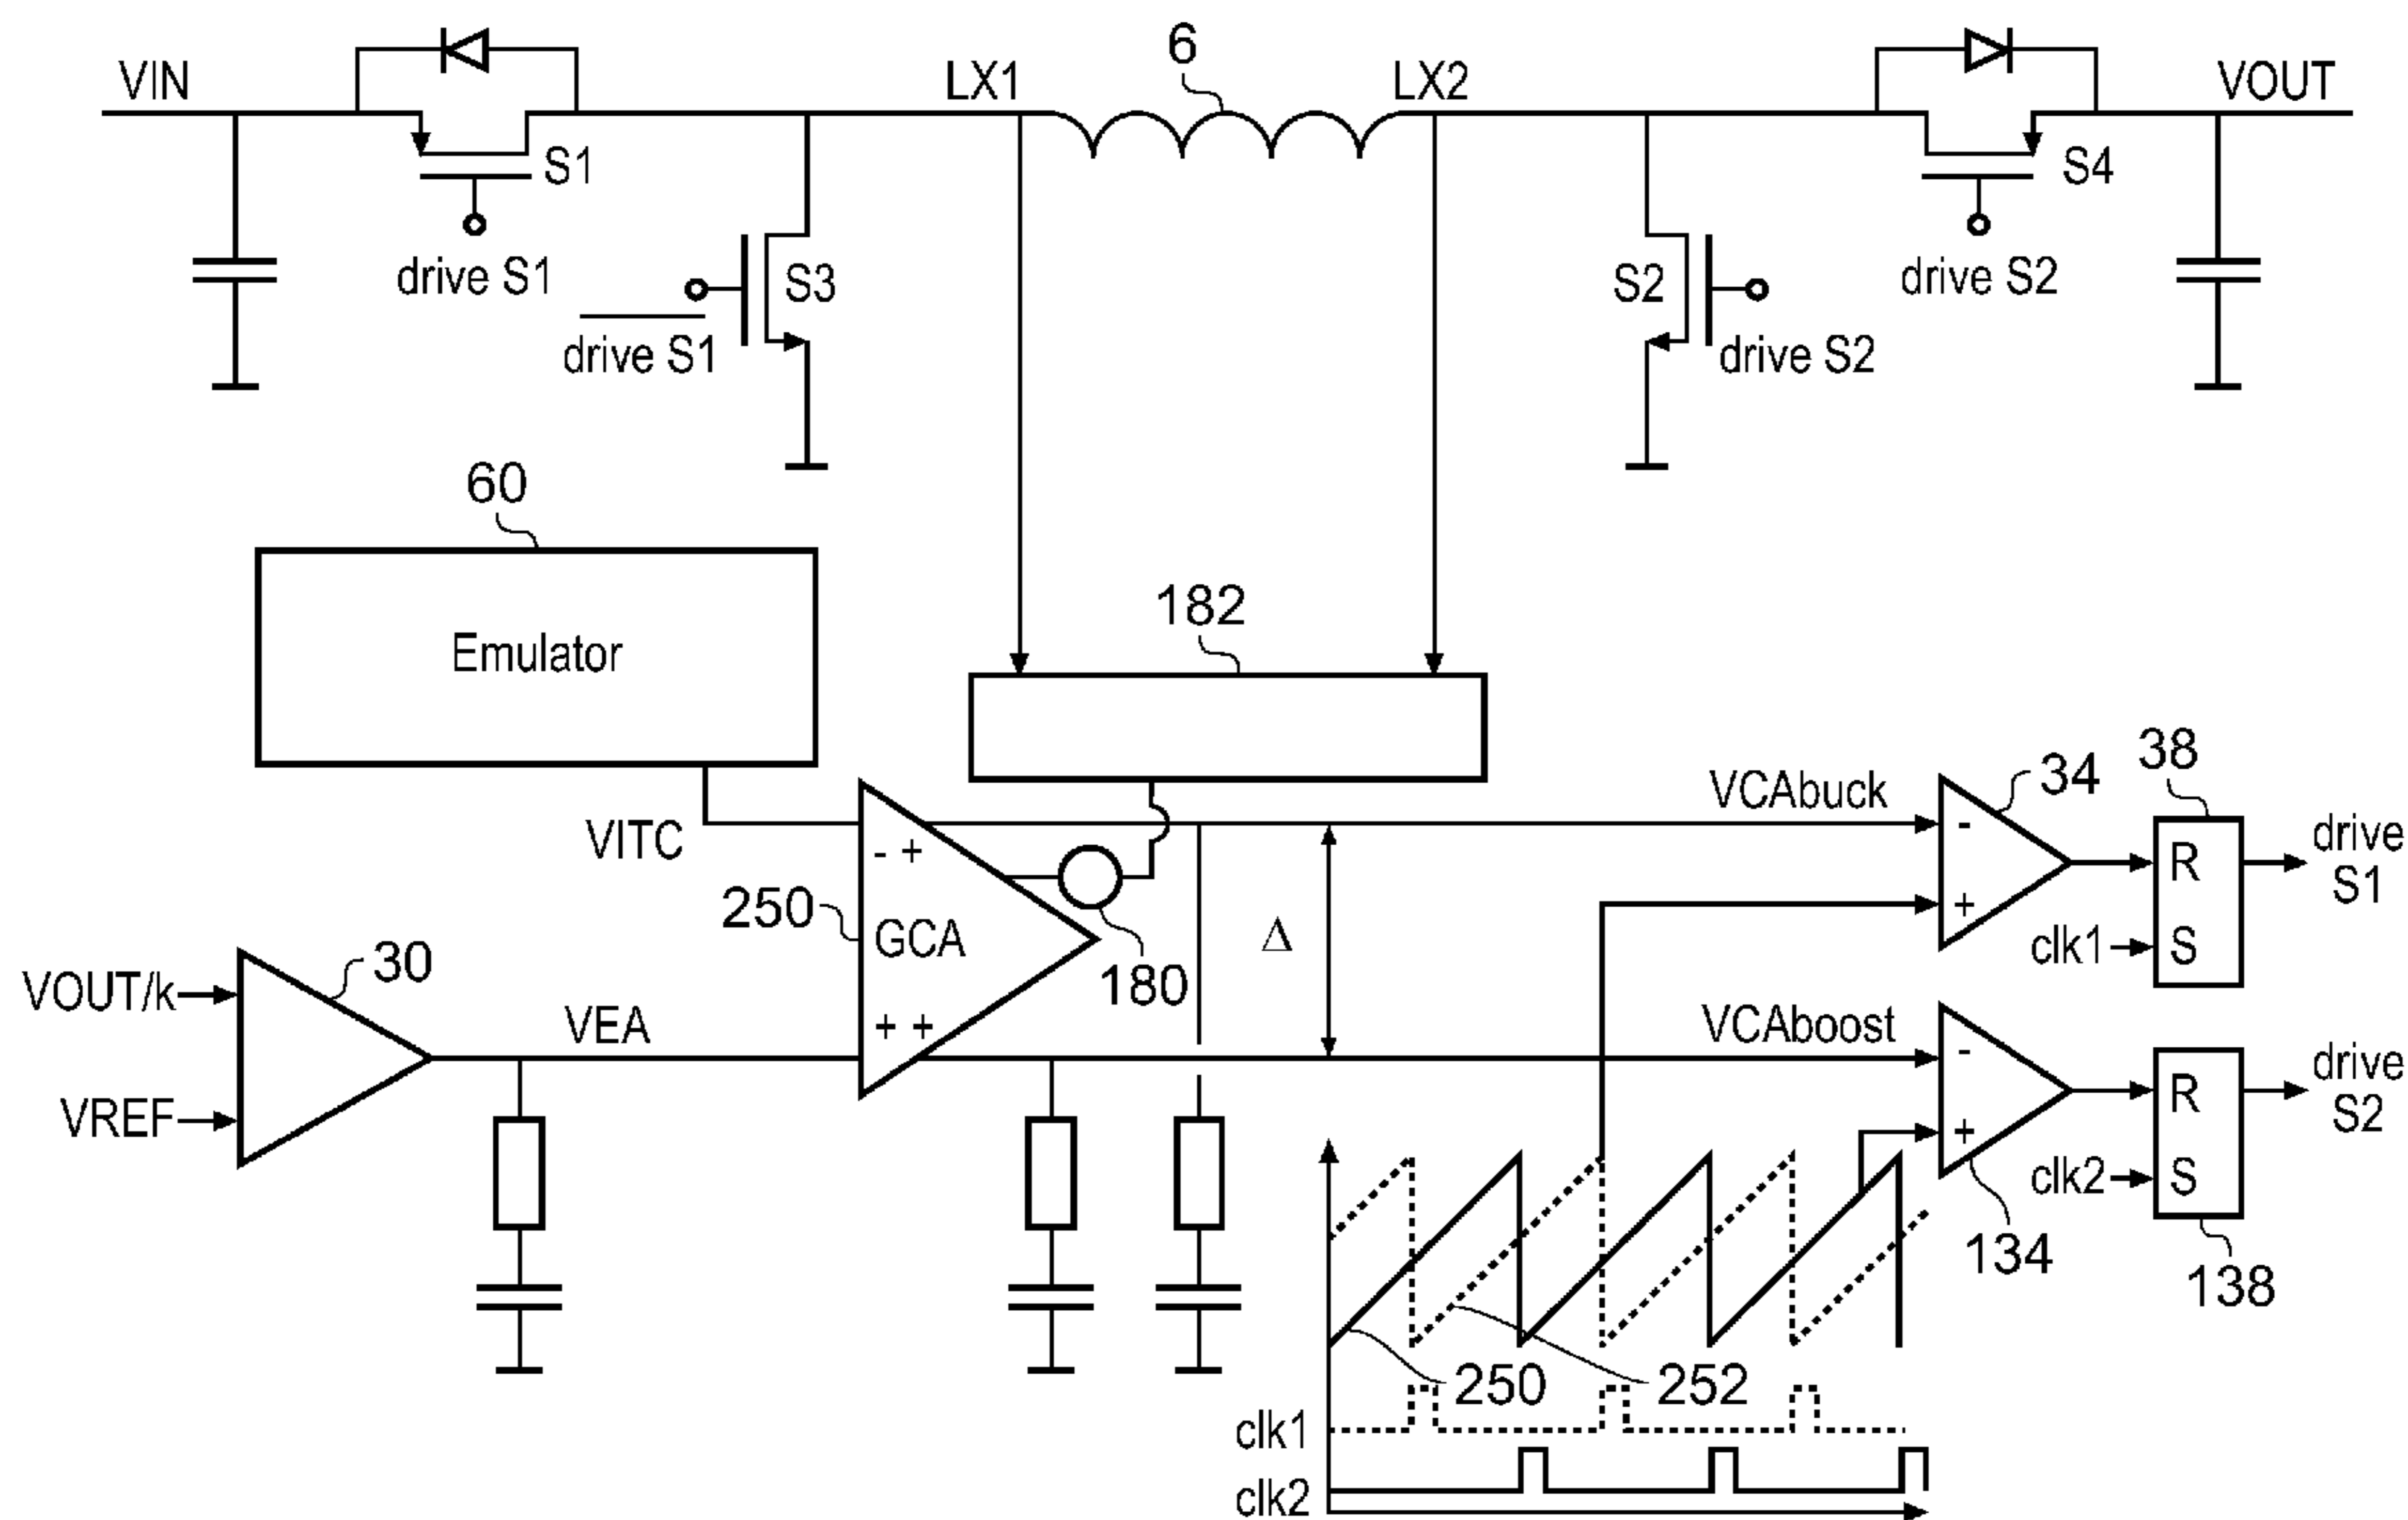 6
VIN
LX1
LX2
VOUT
S1
S4
drive S1
drive S2
S3
S2
drive S1
drive S2
60
Emulator
182
VITC
VCAbuck
34
38
- +
-
R
drive
S1
250
GCA
180
Δ
+
clk1
S
VOUT/k
30
VEA
+ +
VCAboost
-
R
drive
S2
VREF
+
clk2
S
134
138
250
252
clk1
clk2